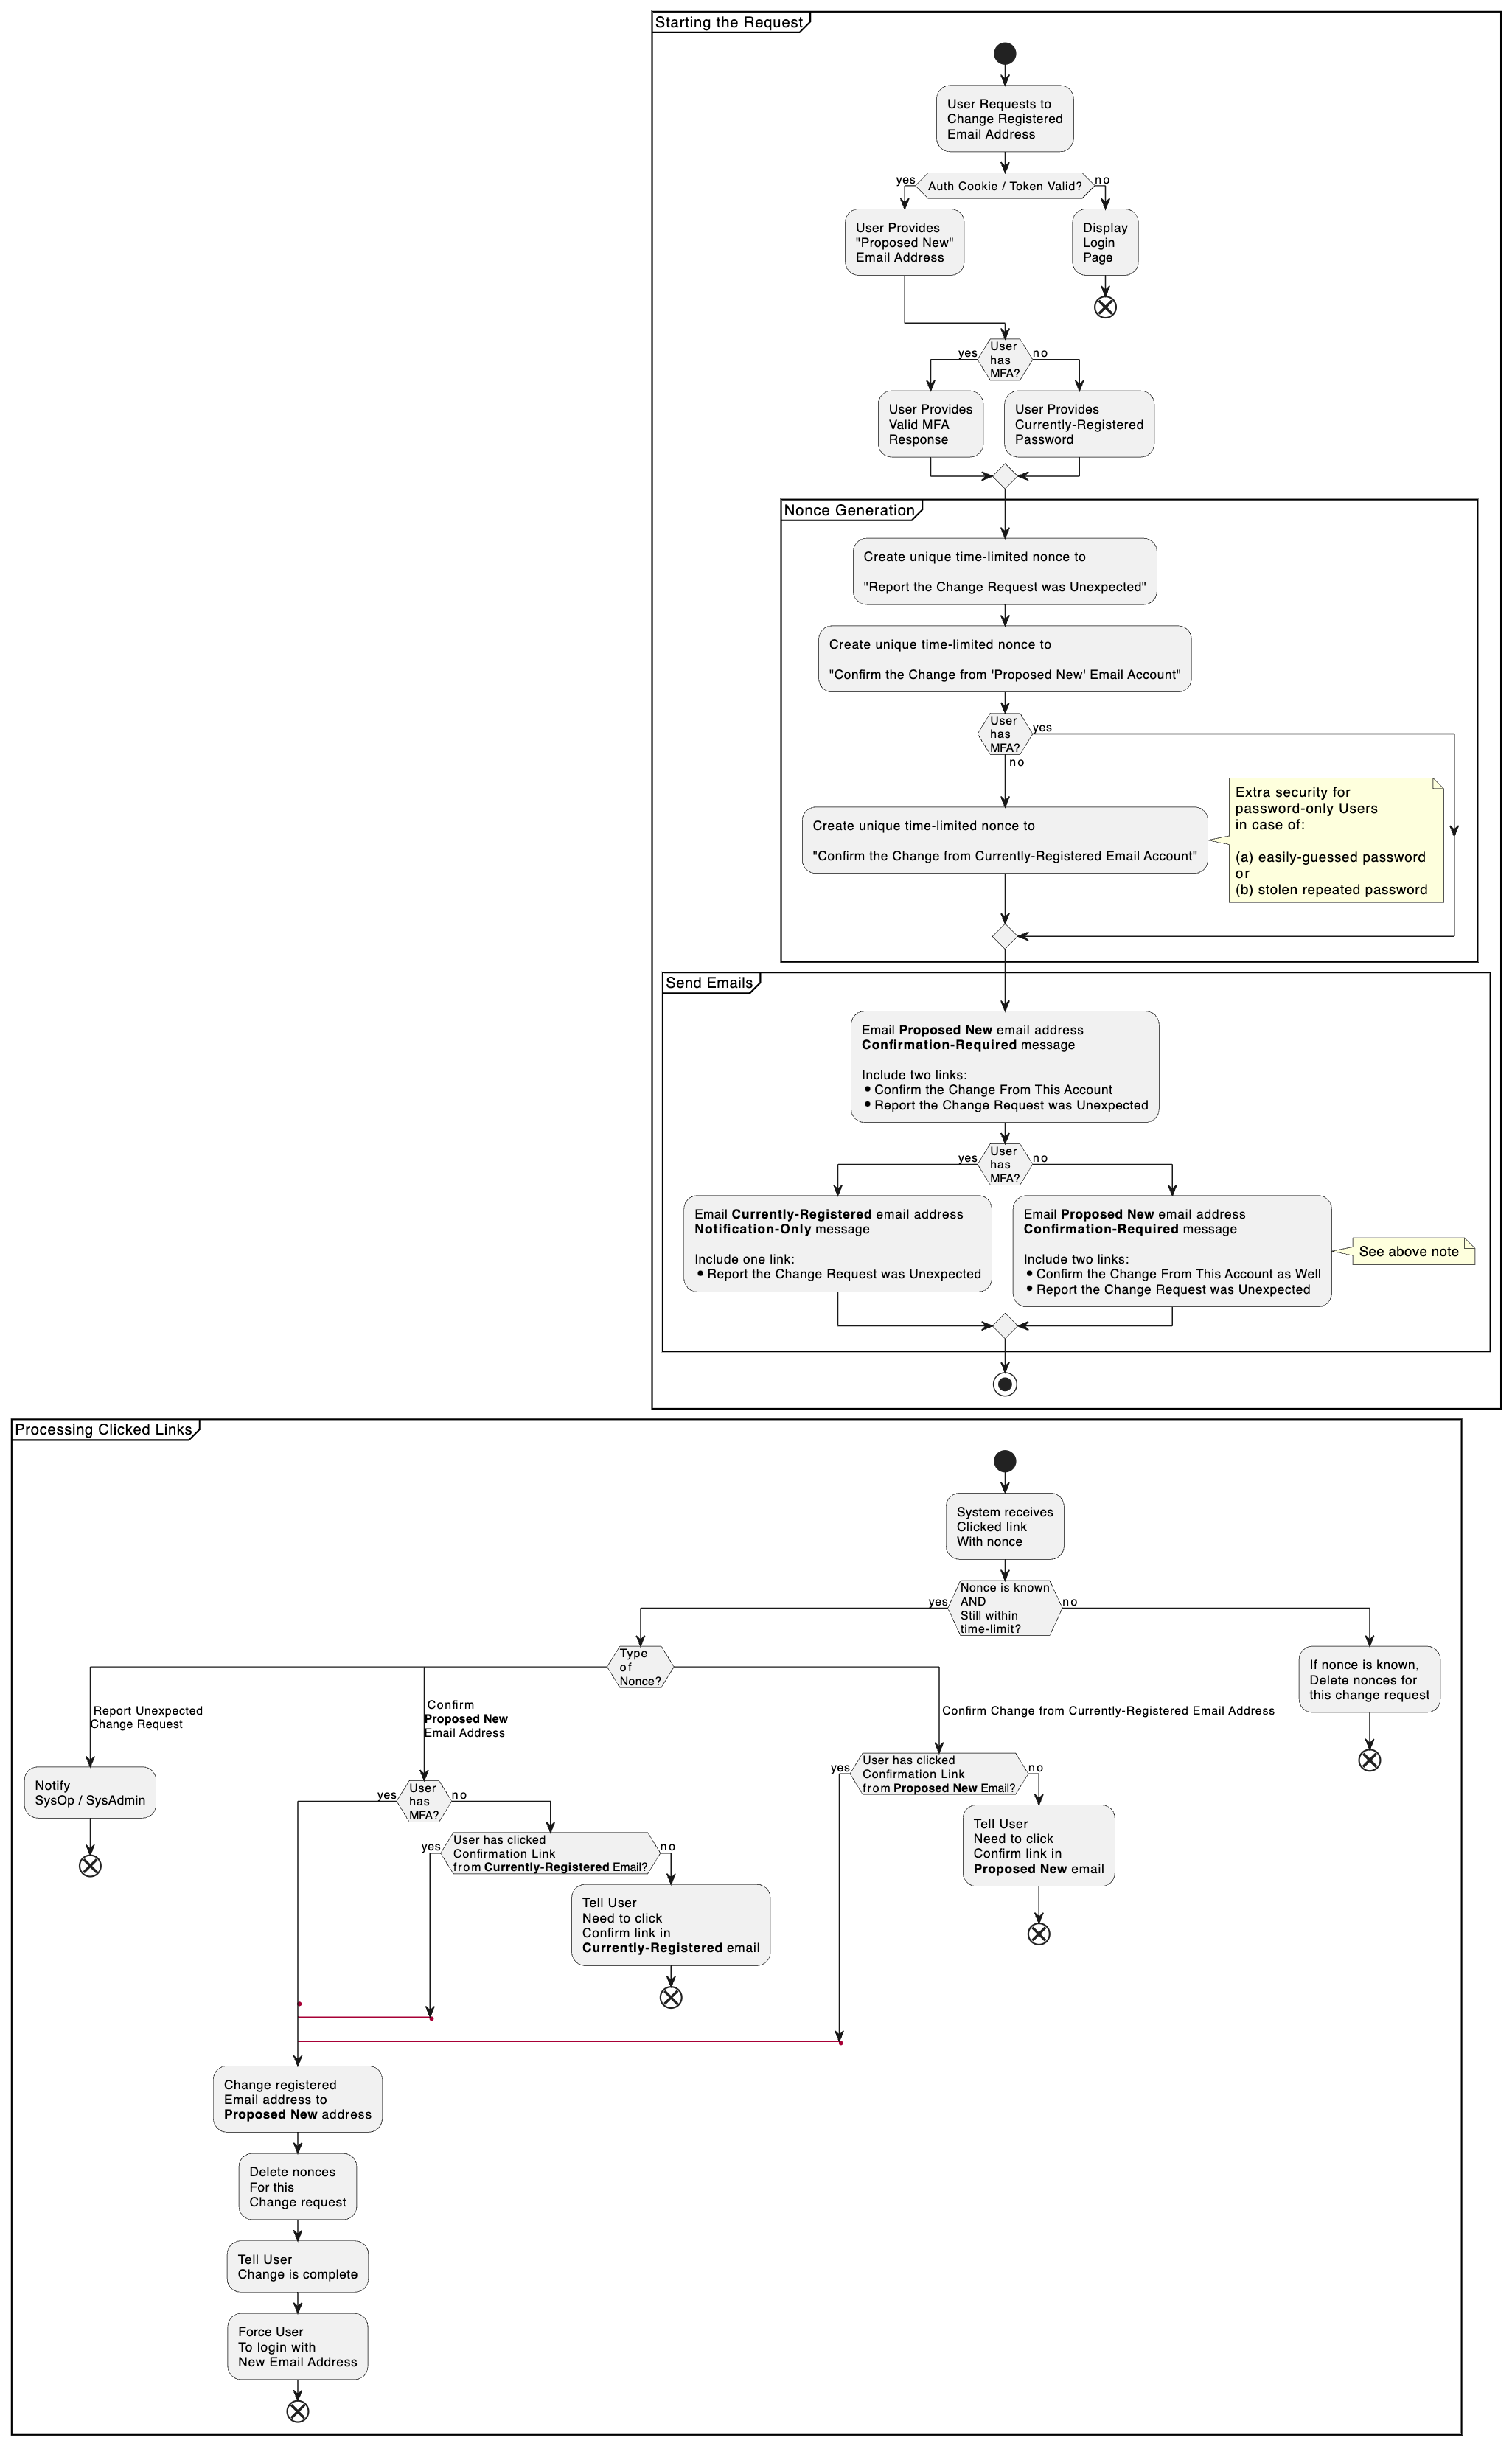 Starting the Request
User Requests to
Change Registered
Email Address
yes
Auth Cookie / Token Valid?
no
User Provides
"Proposed New"
Email Address
Display
Login
Page
yes
User
has
MFA?
no
User Provides
Valid MFA
Response
User Provides
Currently-Registered
Password
Nonce Generation
Create unique time-limited nonce to
"Report the Change Request was Unexpected"
Create unique time-limited nonce to
"Confirm the Change from 'Proposed New' Email Account"
User
has
MFA?
yes
no
Create unique time-limited nonce to
"Confirm the Change from Currently-Registered Email Account"
Extra security for
password-only Users
in case of:
(a) easily-guessed password
or
(b) stolen repeated password
Send Emails
Email Proposed New email address
Confirmation-Required message
Include two links:
• Confirm the Change From This Account
• Report the Change Request was Unexpected
yes
User
has
MFA?
no
Email Currently-Registered email address
Notification-Only message
Include one link:
• Report the Change Request was Unexpected
Email Proposed New email address
Confirmation-Required message
Include two links:
• Confirm the Change From This Account as Well
• Report the Change Request was Unexpected
See above note
Processing Clicked Links
System receives
Clicked link
With nonce
yes
Nonce is known
AND
Still within
time-limit?
no
Type
of
Nonce?
If nonce is known,
Delete nonces for
this change request
Report Unexpected
Change Request
Confirm
Proposed New
Email Address
Confirm Change from Currently-Registered Email Address
Notify
SysOp / SysAdmin
yes
User
has
MFA?
no
yes
User has clicked
Confirmation Link
from Proposed New Email?
no
yes
User has clicked
Confirmation Link
from Currently-Registered Email?
no
Tell User
Need to click
Confirm link in
Proposed New email
Tell User
Need to click
Confirm link in
Currently-Registered email
Change registered
Email address to
Proposed New address
Delete nonces
For this
Change request
Tell User
Change is complete
Force User
To login with
New Email Address